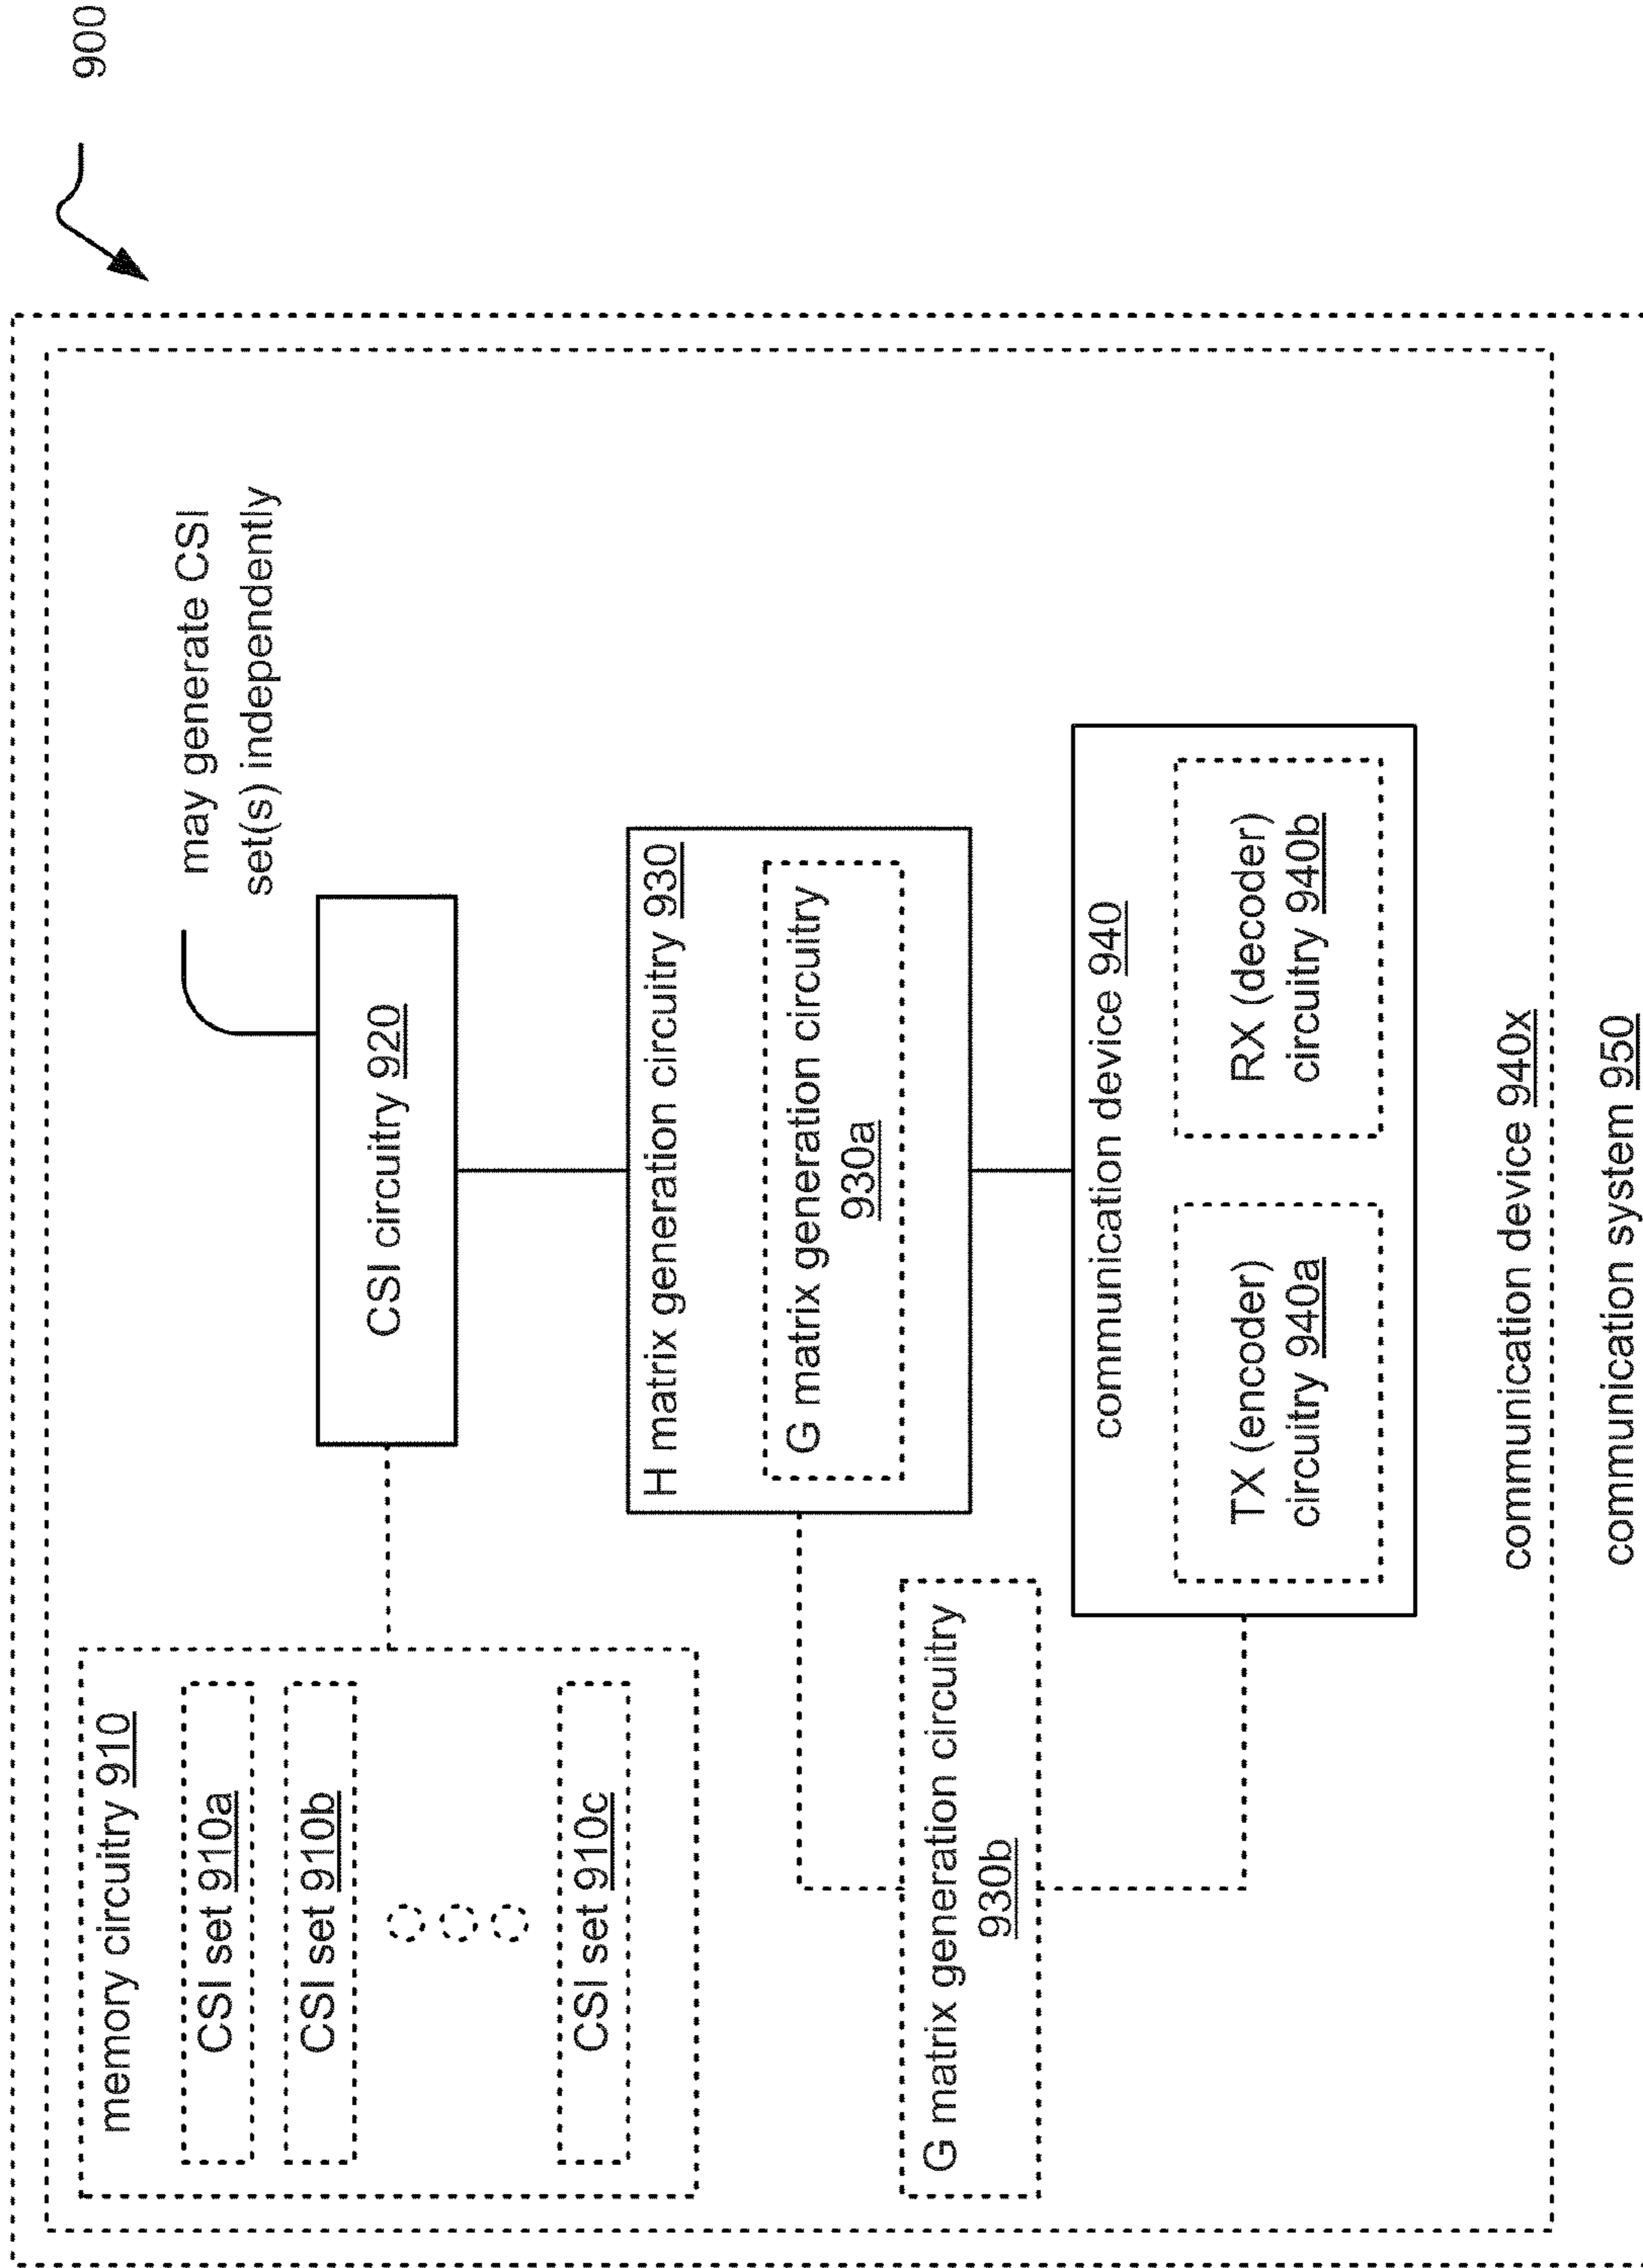 900
may generate CSI
set(s) independently
memory circuitry 910
CSI set 910a
CSI set 910b
CSI set 910c
CSI circuitry 920
H matrix generation circuitry 930
G matrix generation circuitry
930a
G matrix generation circuitry
930b
communication device 940
TX (encoder)
circuitry 940a
RX (decoder)
circuitry 940b
communication device 940x
communication system 950